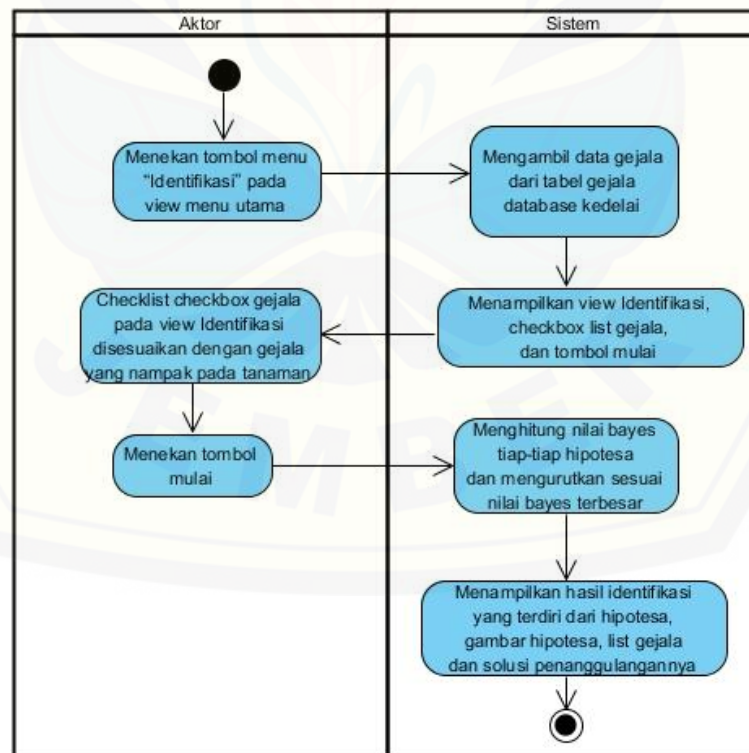 Aktor
Sistem
Menekan tombol menu
“Identifikasi” pada
view menu utama
Mengambil data gejala
dari tabel gejala
database kedelai
Menampilkan view Identifikasi,
checkbox list gejala,
dan tombol mulai
Checklist checkbox gejala
pada view Identifikasi
disesuaikan dengan gejala
yang nampak pada tanaman
Menekan tombol
mulai
Menghitung nilai bayes
tiap-tiap hipotesa
dan mengurutkan sesuai
nilai bayes terbesar
Menampilkan hasil identifikasi
yang terdiri dari hipotesa,
gambar hipotesa, list gejala
dan solusi penanggulangannya
JEMBER